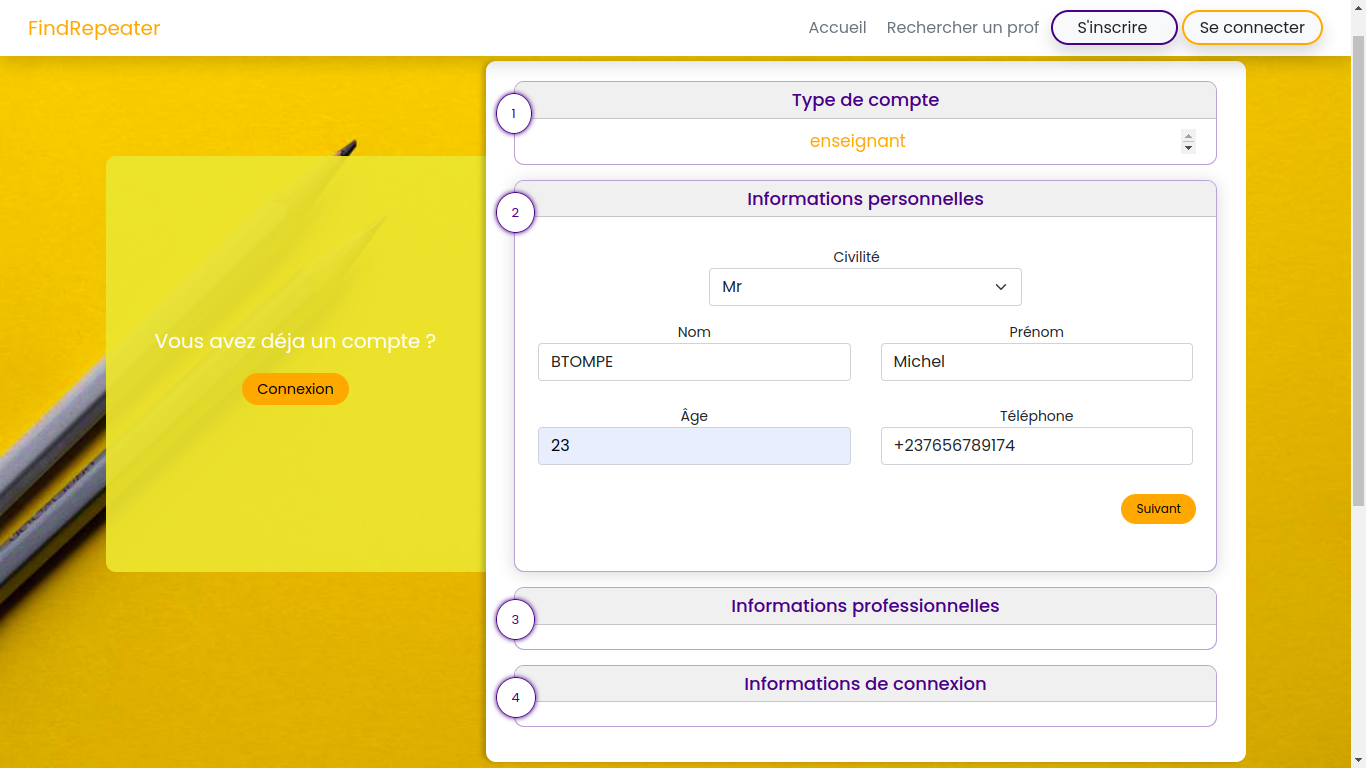 FindRepeater
Accueil
Rechercher un prof
S'inscrire
Se connecter
Vous avez déja un compte ?
Connexion
1
Type de compte
enseignant
2
Informations personnelles
Civilité
Mr
Nom
Prénom
BTOMPE
Michel
Âge
Téléphone
23
+237656789174
Suivant
3
Informations professionnelles
4
Informations de connexion